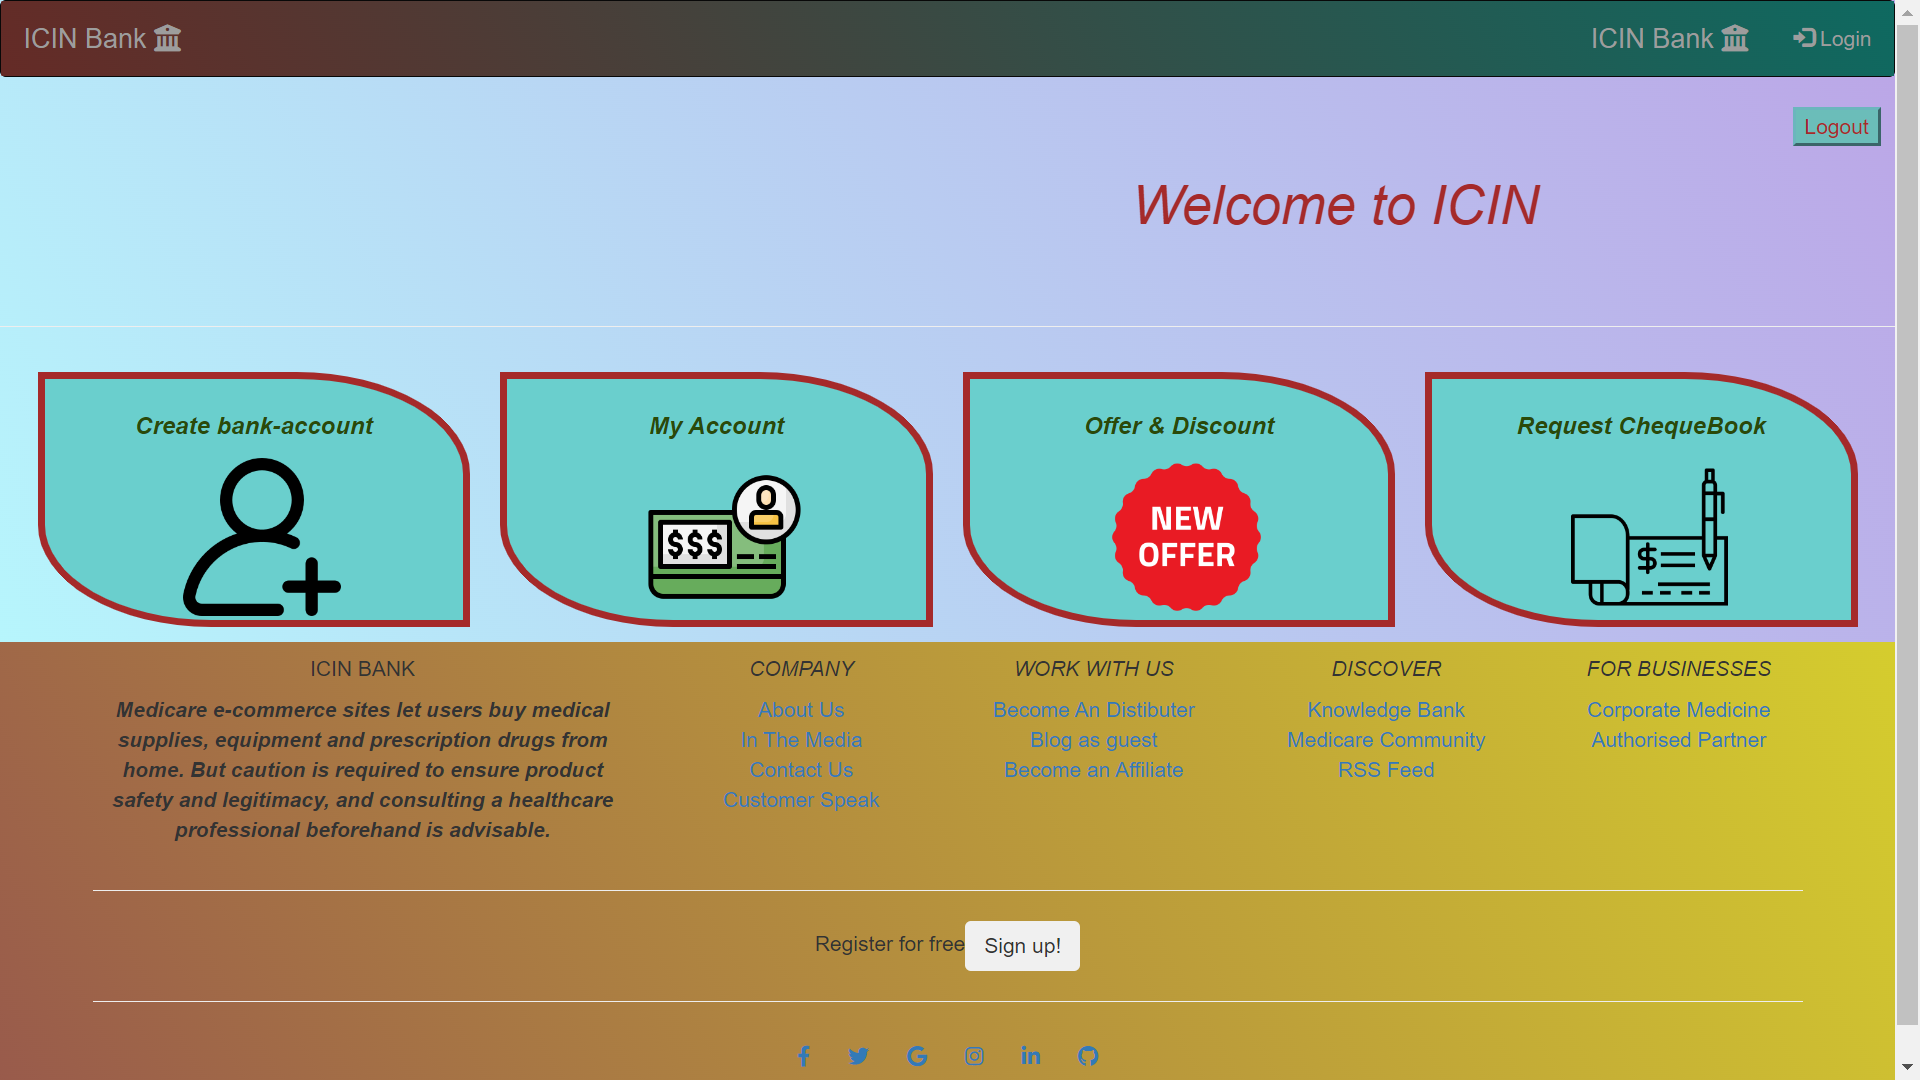 ICIN Bank
ICIN Bank
Login
Logout
Welcome to ICIN
Create bank-account
My Account
$$$
Offer & Discount
NEW
OFFER
Request ChequeBook
$
ICIN BANK
Medicare e-commerce sites let users buy medical
supplies, equipment and prescription drugs from
home. But caution is required to ensure product
safety and legitimacy, and consulting a healthcare
professional beforehand is advisable.
COMPANY
About Us
In The Media
Contact Us
Customer Speak
WORK WITH US
Become An Distibuter
Blog as guest
Become an Affiliate
DISCOVER
Knowledge Bank
Medicare Community
RSS Feed
FOR BUSINESSES
Corporate Medicine
Authorised Partner
Register for free
Sign up!